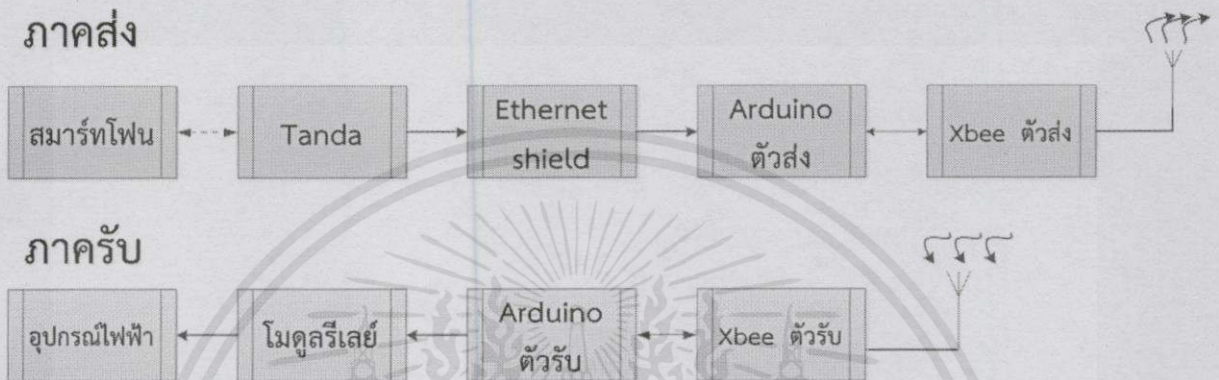 ภาคส่ง
สมาร์ทโฟน
Tanda
Ethernet
shield
Arduino
ตัวส่ง
Xbee ตัวส่ง
ภาครับ
อุปกรณ์ไฟฟ้า
โมดูลรีเลย์
Arduino
ตัวรับ
Xbee ตัวรับ